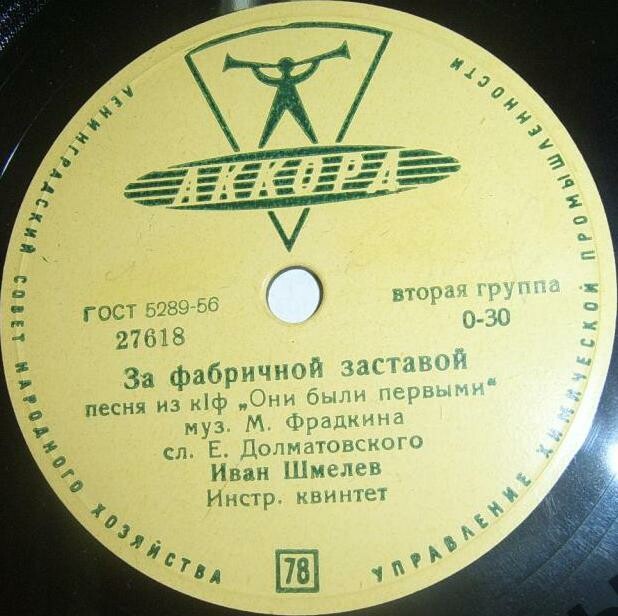 АККОРД
ЛЕНИНГРАДСКИЙ СОВЕТ НАРОДНОГО ХОЗЯЙСТВА
УПРАВЛЕНИЕ ХИМИЧЕСКОЙ ПРОМЫШЛЕННОСТИ
ГОСТ 5289-56
27618
вторая группа
0-30
За фабричной заставой
песня из к|ф „Они были первыми"
муз. М. Фрадкина
сл. Е. Долматовского
Иван Шмелев
Инстр. квинтет
78